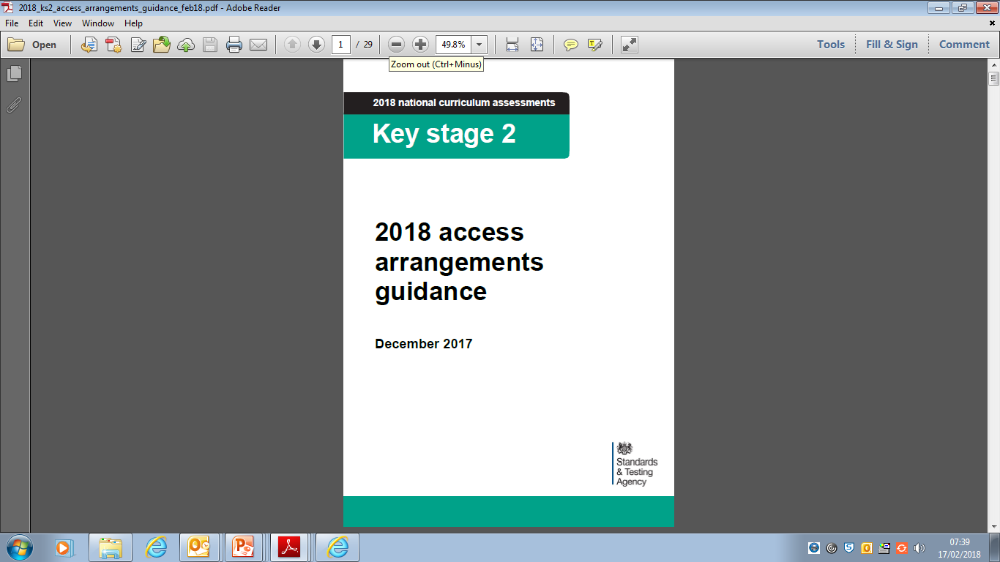 2018_ks2_access_arrangements_guidance_feb18.pdf - Adobe Reader
File Edit View Window Help
Open 1 / 29 49.8% Tools Fill & Sign Comment
Zoom out (Ctrl+Minus)
2018 national curriculum assessments
Key stage 2
2018 access
arrangements
guidance
December 2017
Standards
& Testing
Agency
07:39
17/02/2018